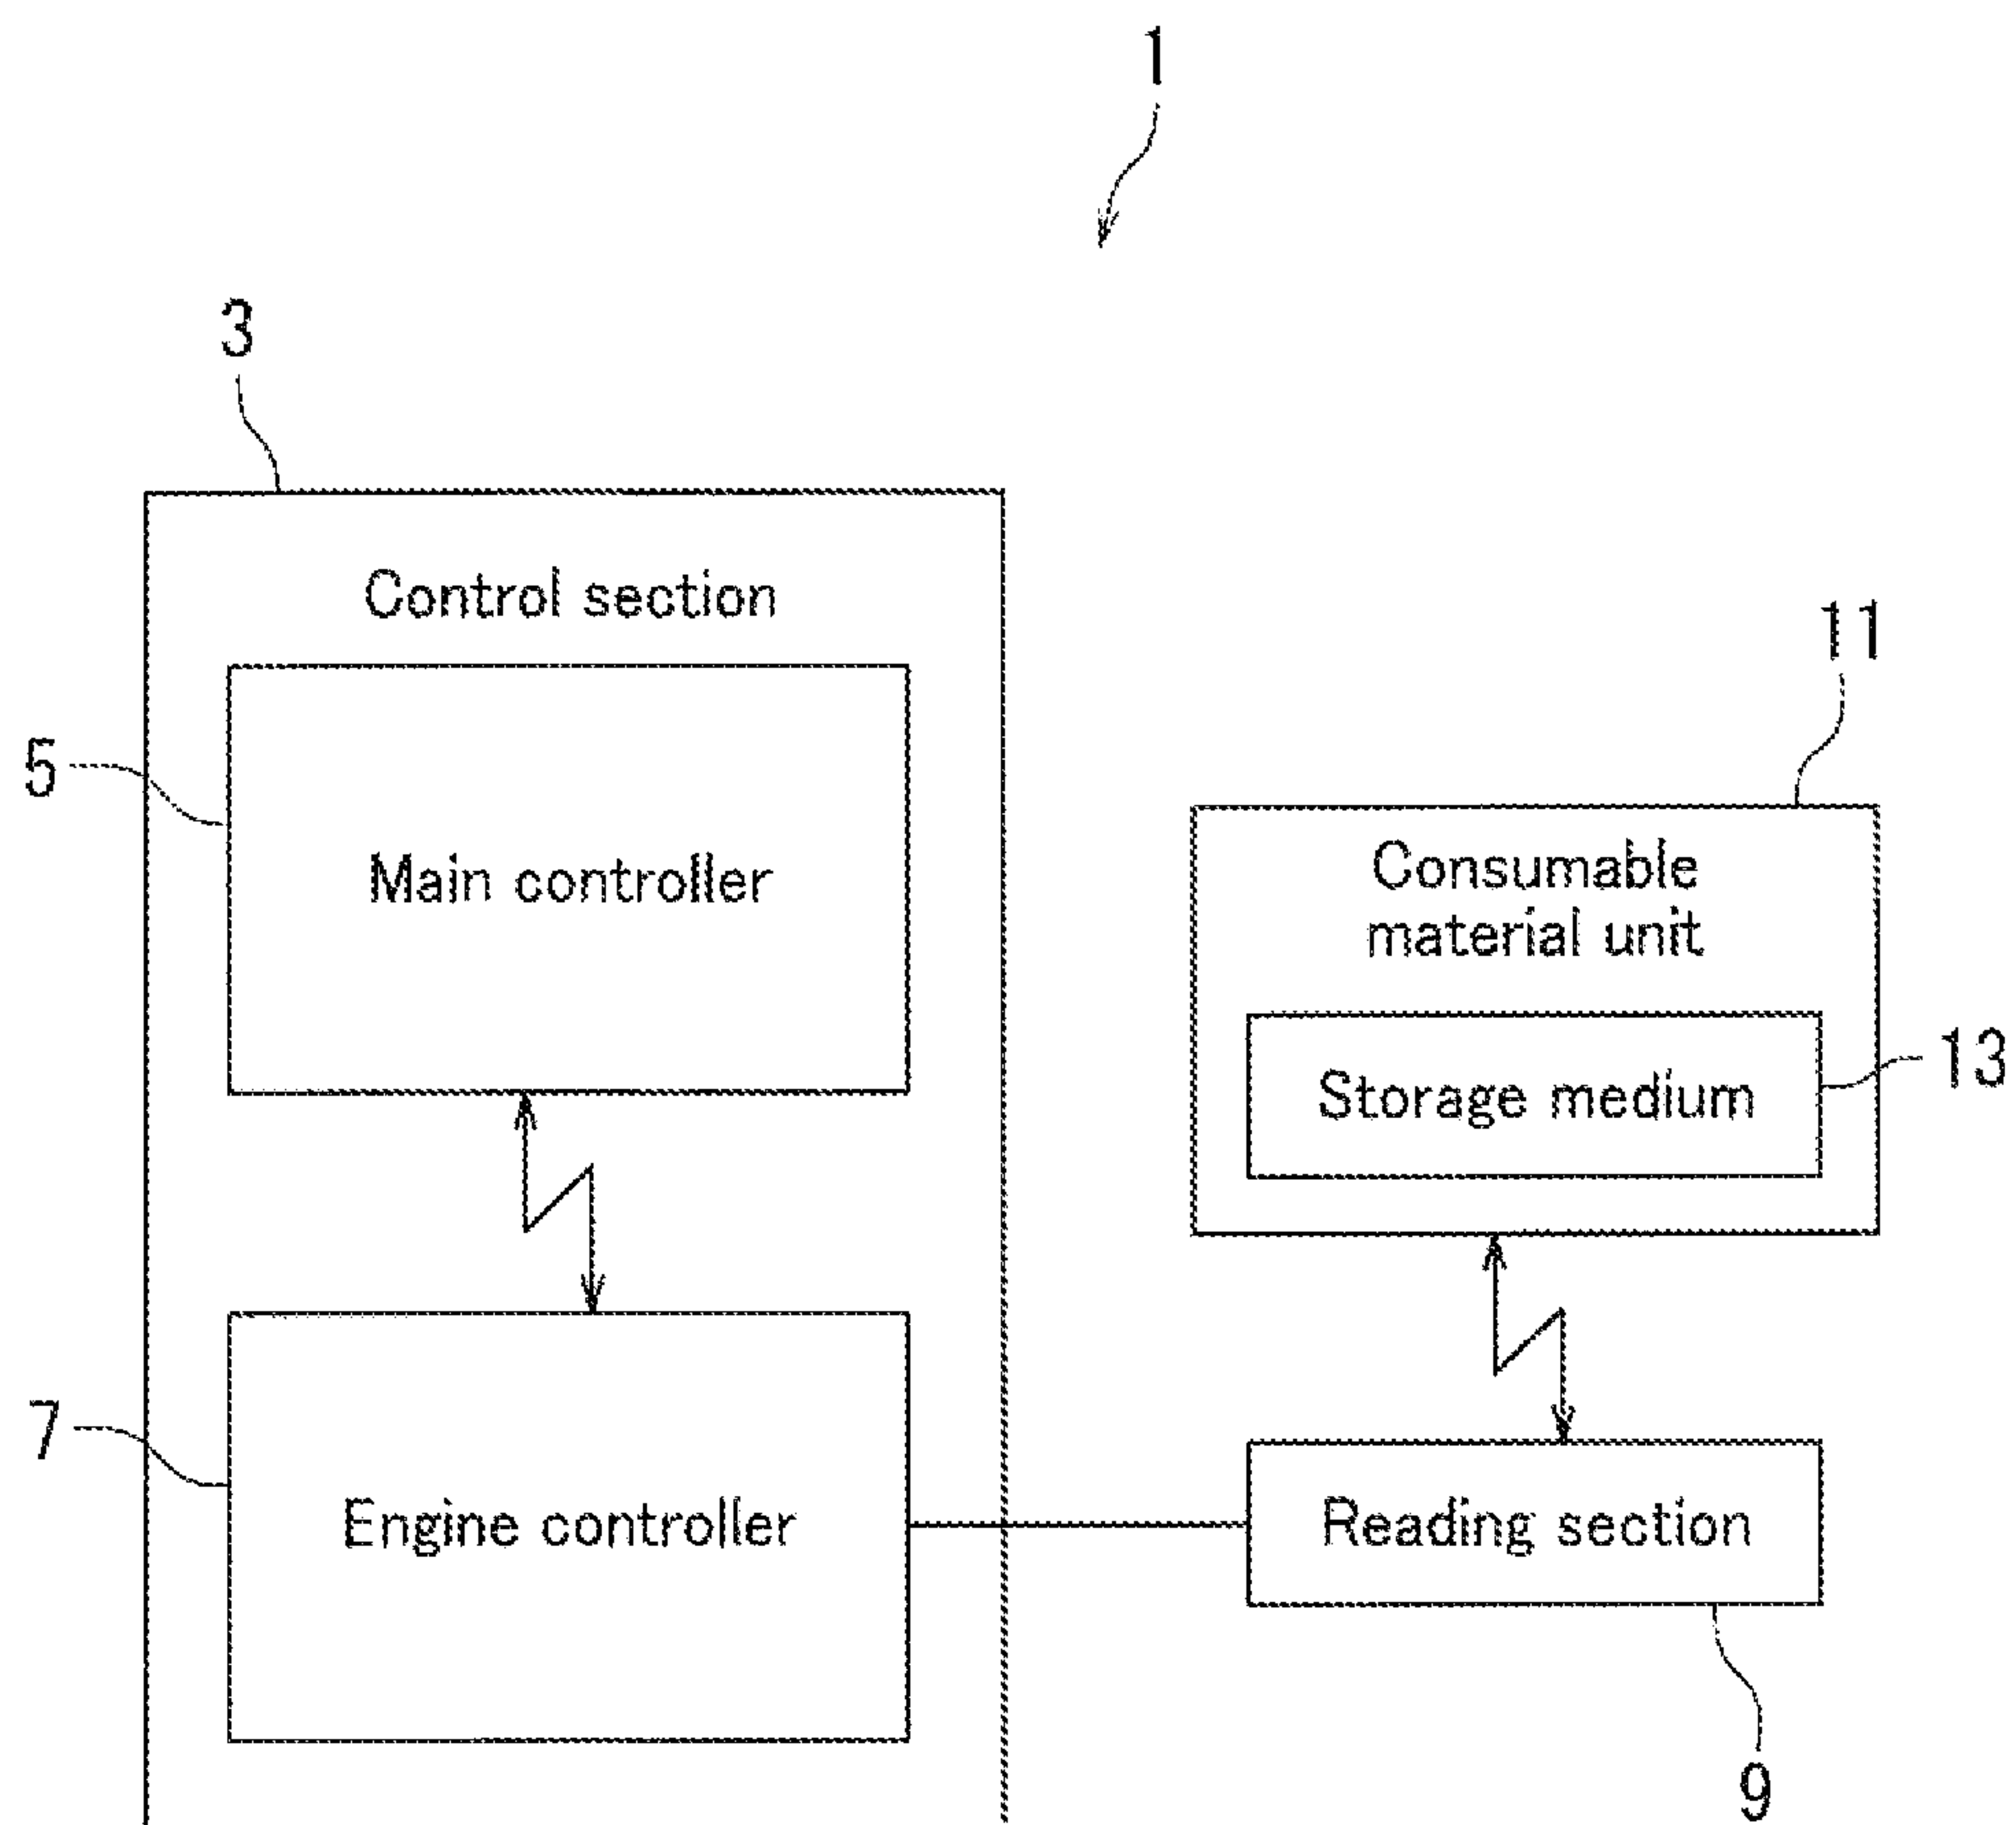 1
3
Control section
11
5
Main controller
Consumable
material unit
13
Storage medium
7
Engine controller
Reading section
9